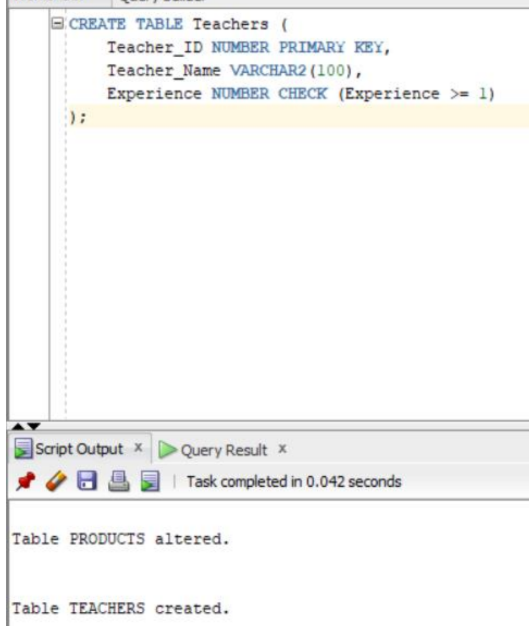 CREATE TABLE Teachers (
Teacher_ID NUMBER PRIMARY KEY,
Teacher_Name VARCHAR2(100),
Experience NUMBER CHECK (Experience >= 1)
);
Script Output x Query Result x
Task completed in 0.042 seconds
Table PRODUCTS altered.
Table TEACHERS created.